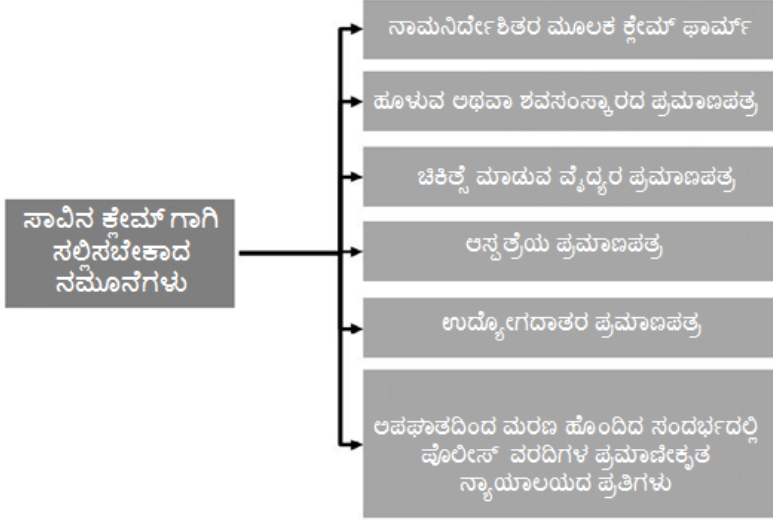 ಸಾವಿನ ಕ್ಲೇಮ್ ಗಾಗಿ
ಸಲ್ಲಿಸಬೇಕಾದ
ನಮೂನೆಗಳು
ನಾಮನಿರ್ದೇಶಿತರ ಮೂಲಕ ಕ್ಲೇಮ್ ಫಾರ್ಮ್
ಹೂಳುವ ಅಥವಾ ಶವಸಂಸ್ಕಾರದ ಪ್ರಮಾಣಪತ್ರ
ಚಿಕಿತ್ಸೆ ಮಾಡುವ ವೈದ್ಯರ ಪ್ರಮಾಣಪತ್ರ
ಆಸ್ಪತ್ರೆಯ ಪ್ರಮಾಣಪತ್ರ
ಉದ್ಯೋಗದಾತರ ಪ್ರಮಾಣಪತ್ರ
ಅಪಘಾತದಿಂದ ಮರಣ ಹೊಂದಿದ ಸಂದರ್ಭದಲ್ಲಿ
ಪೊಲೀಸ್ ವರದಿಗಳ ಪ್ರಮಾಣೀಕೃತ
ನ್ಯಾಯಾಲಯದ ಪ್ರತಿಗಳು